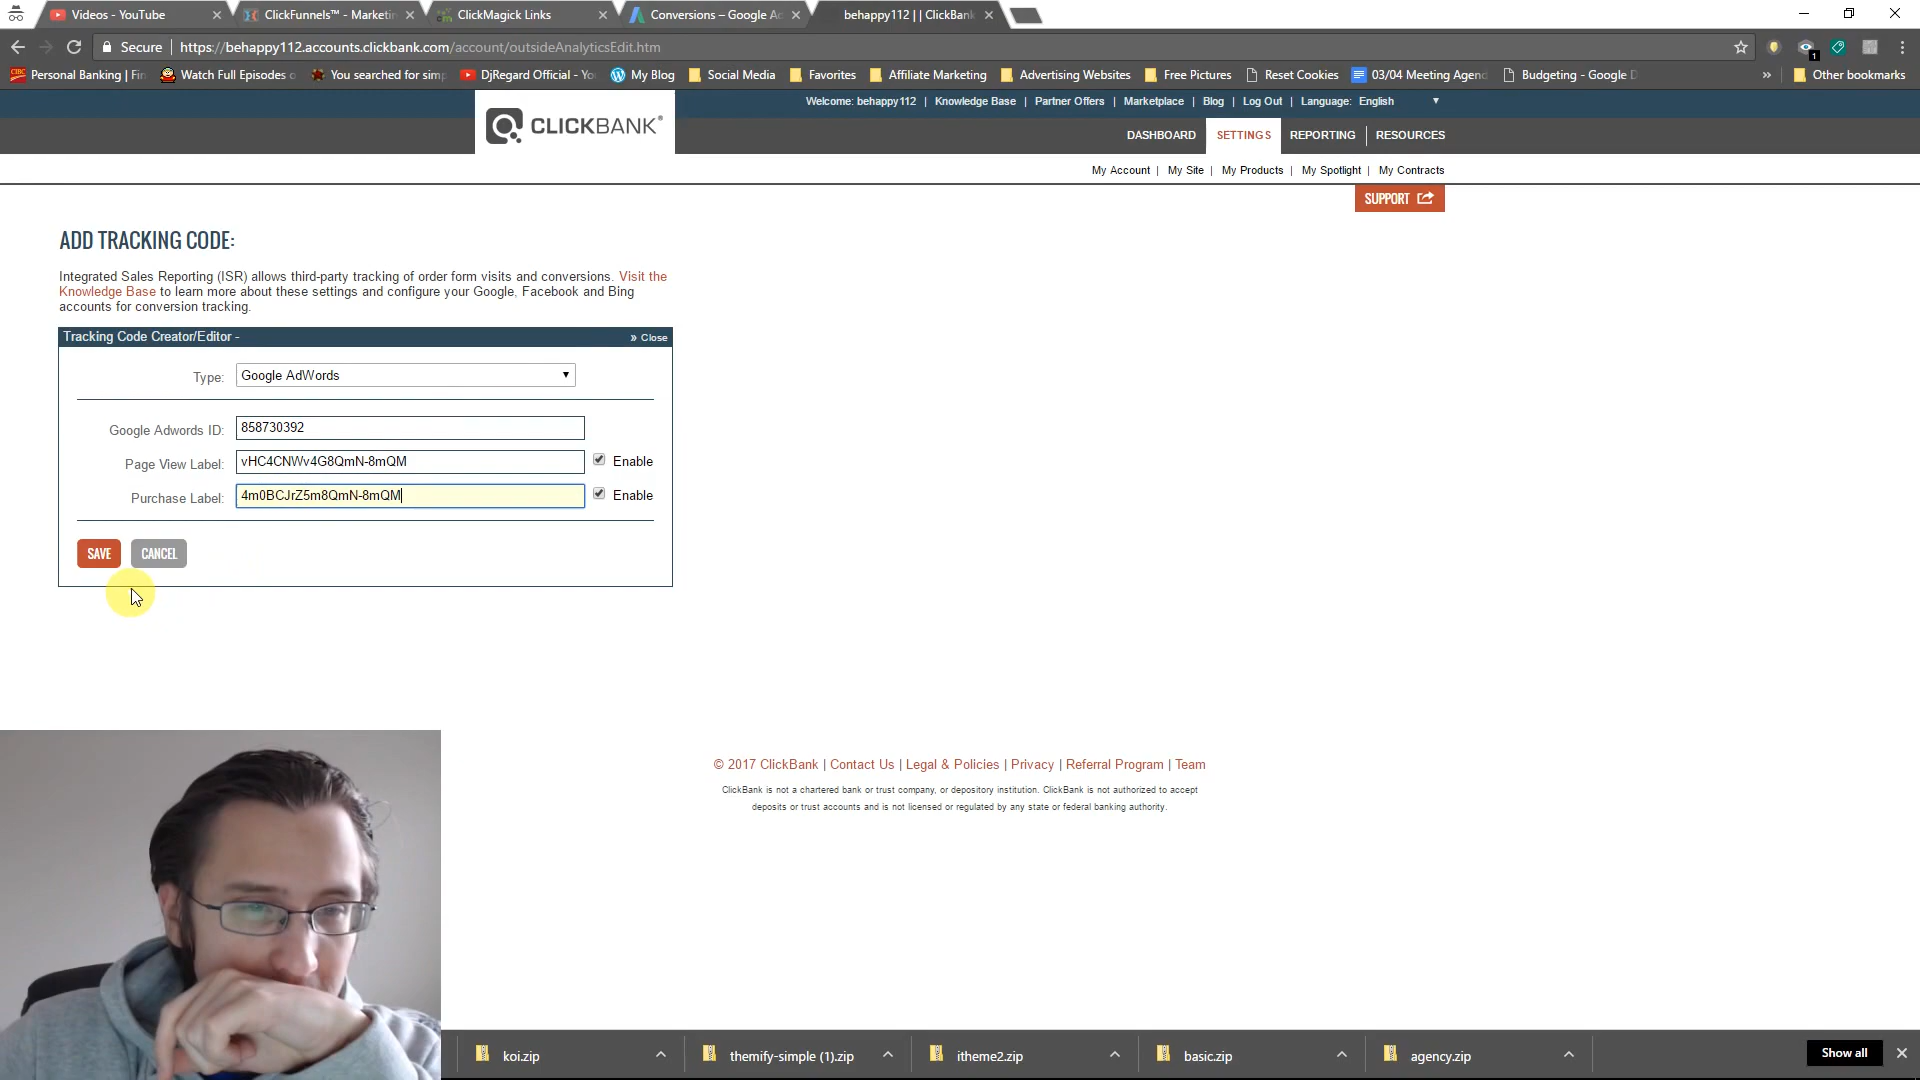 Videos - YouTube
ClickFunnels™ - Marketin
ClickMagick Links
Conversions – Google Ad
behappy112 | | ClickBank
Secure
https://behappy112.accounts.clickbank.com/account/outsideAnalyticsEdit.htm
1
CIBC Personal Banking | Fin
Watch Full Episodes o
You searched for simp
DjRegard Official - Yo
My Blog
Social Media
Favorites
Affiliate Marketing
Advertising Websites
Free Pictures
Reset Cookies
03/04 Meeting Agend
Budgeting - Google D
»
Other bookmarks
Welcome: behappy112 | Knowledge Base | Partner Offers | Marketplace | Blog | Log Out | Language: English
CLICKBANK®
DASHBOARD
SETTINGS
REPORTING
RESOURCES
My Account | My Site | My Products | My Spotlight | My Contracts
SUPPORT
ADD TRACKING CODE:
Integrated Sales Reporting (ISR) allows third-party tracking of order form visits and conversions. Visit the
Knowledge Base to learn more about these settings and configure your Google, Facebook and Bing
accounts for conversion tracking.
Tracking Code Creator/Editor -
» Close
Type: Google AdWords
Google Adwords ID: 858730392
Page View Label: vHC4CNWv4G8QmN-8mQM Enable
Purchase Label: 4m0BCJrZ5m8QmN-8mQM Enable
SAVE
CANCEL
© 2017 ClickBank | Contact Us | Legal & Policies | Privacy | Referral Program | Team
ClickBank is not a chartered bank or trust company, or depository institution. ClickBank is not authorized to accept
deposits or trust accounts and is not licensed or regulated by any state or federal banking authority.
koi.zip
themify-simple (1).zip
itheme2.zip
basic.zip
agency.zip
Show all